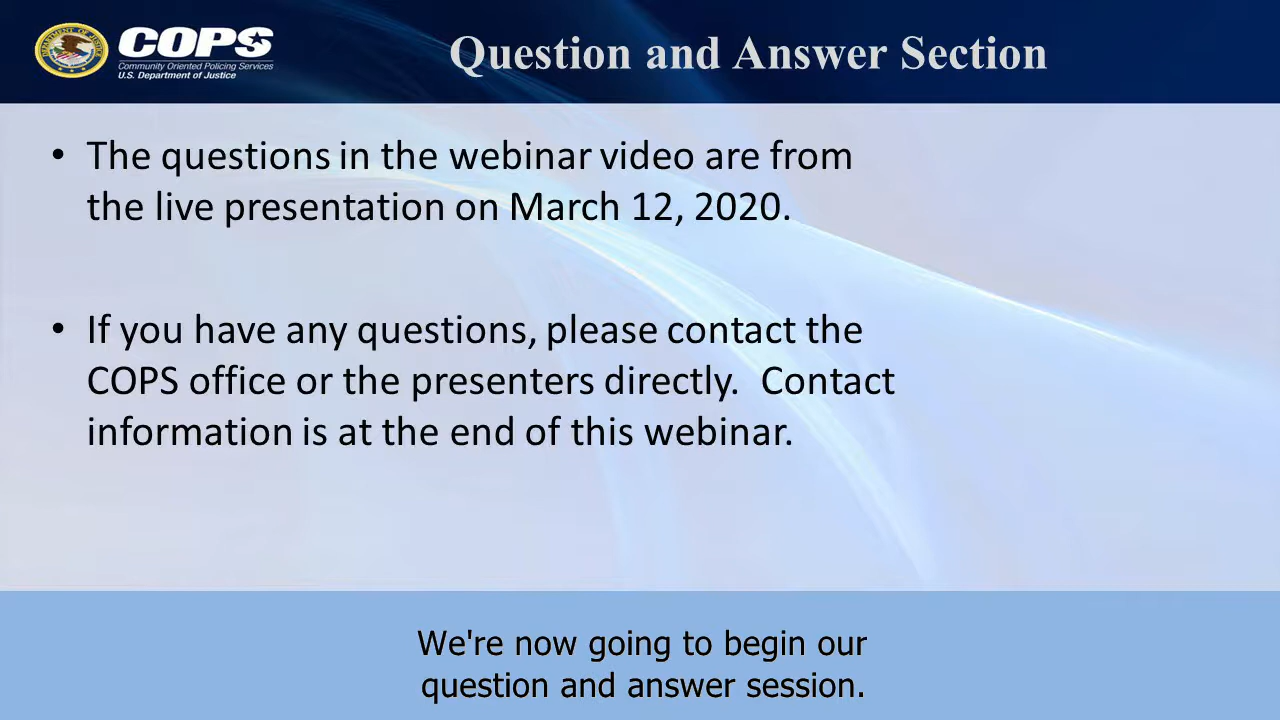 COPS
Community Oriented Policing Services
U.S. Department of Justice
Question and Answer Section
• The questions in the webinar video are from
the live presentation on March 12, 2020.
• If you have any questions, please contact the
COPS office or the presenters directly.  Contact
information is at the end of this webinar.
We're now going to begin our
question and answer session.